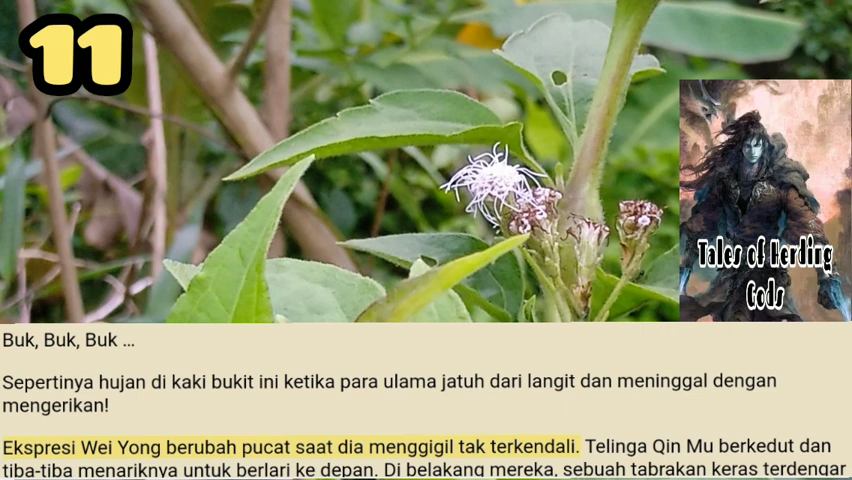 11
Tales of Herding
Gods
Buk, Buk, Buk ...
Sepertinya hujan di kaki bukit ini ketika para ulama jatuh dari langit dan meninggal dengan
mengerikan!
Ekspresi Wei Yong berubah pucat saat dia menggigil tak terkendali. Telinga Qin Mu berkedut dan
tiba-tiba menariknya untuk berlari ke depan. Di belakang mereka, sebuah tabrakan keras terdengar